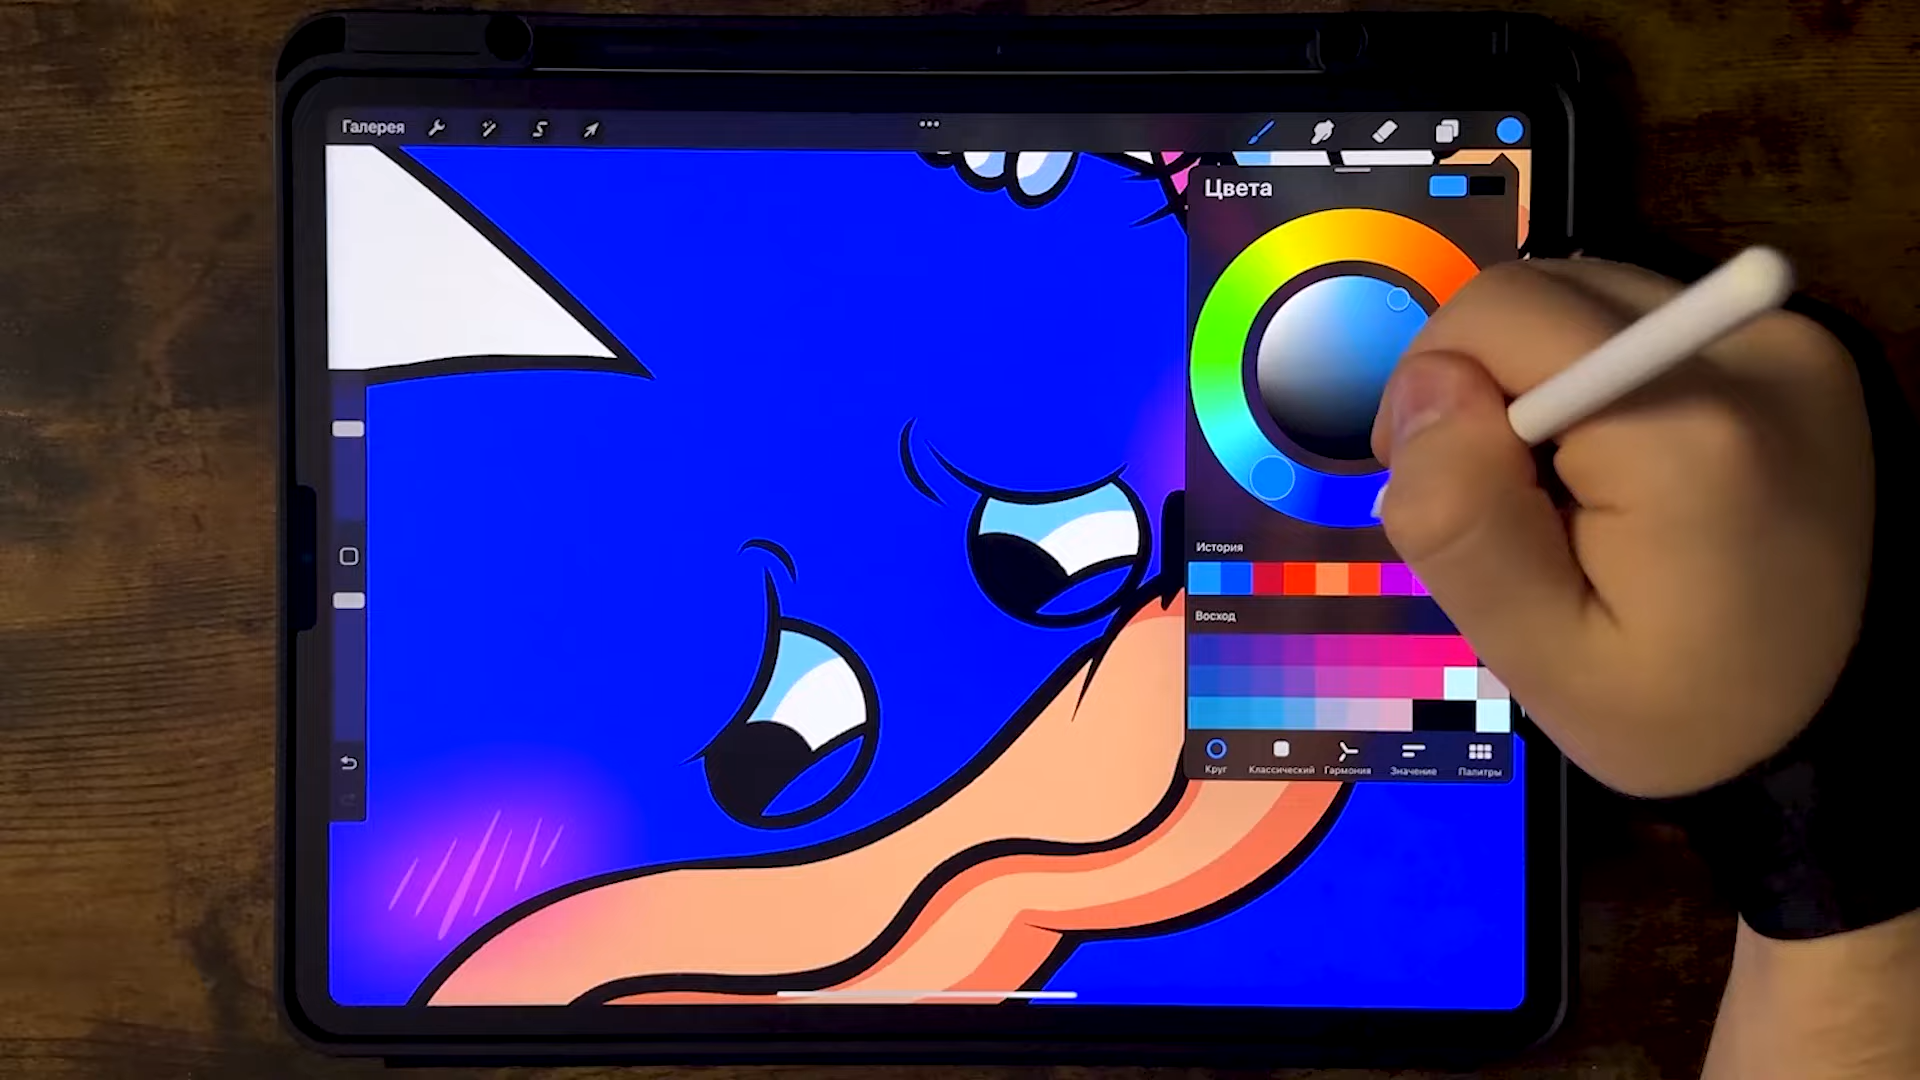 Галерея
Цвета
История
Восход
Круг
Классический
Гармония
Значение
Палитры